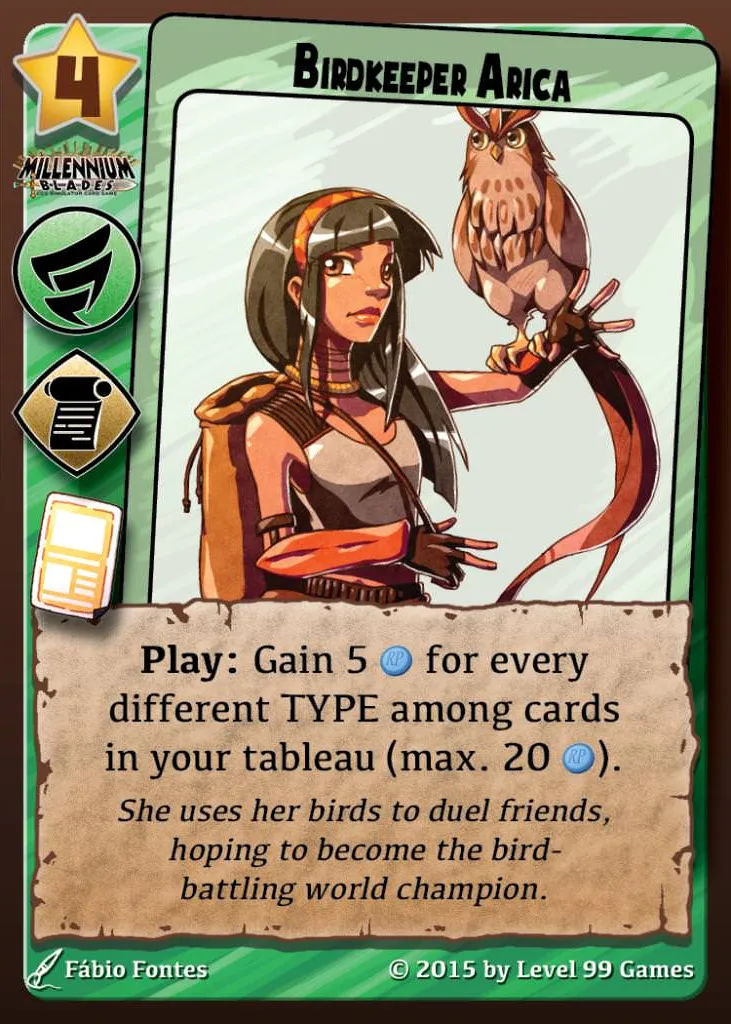 4
BIRDKEEPER ARICA
MILLENNIUM
BLADES
Play: Gain 5 RP for every
different TYPE among cards
in your tableau (max. 20 RP).
She uses her birds to duel friends,
hoping to become the bird-
battling world champion.
Fábio Fontes
© 2015 by Level 99 Games